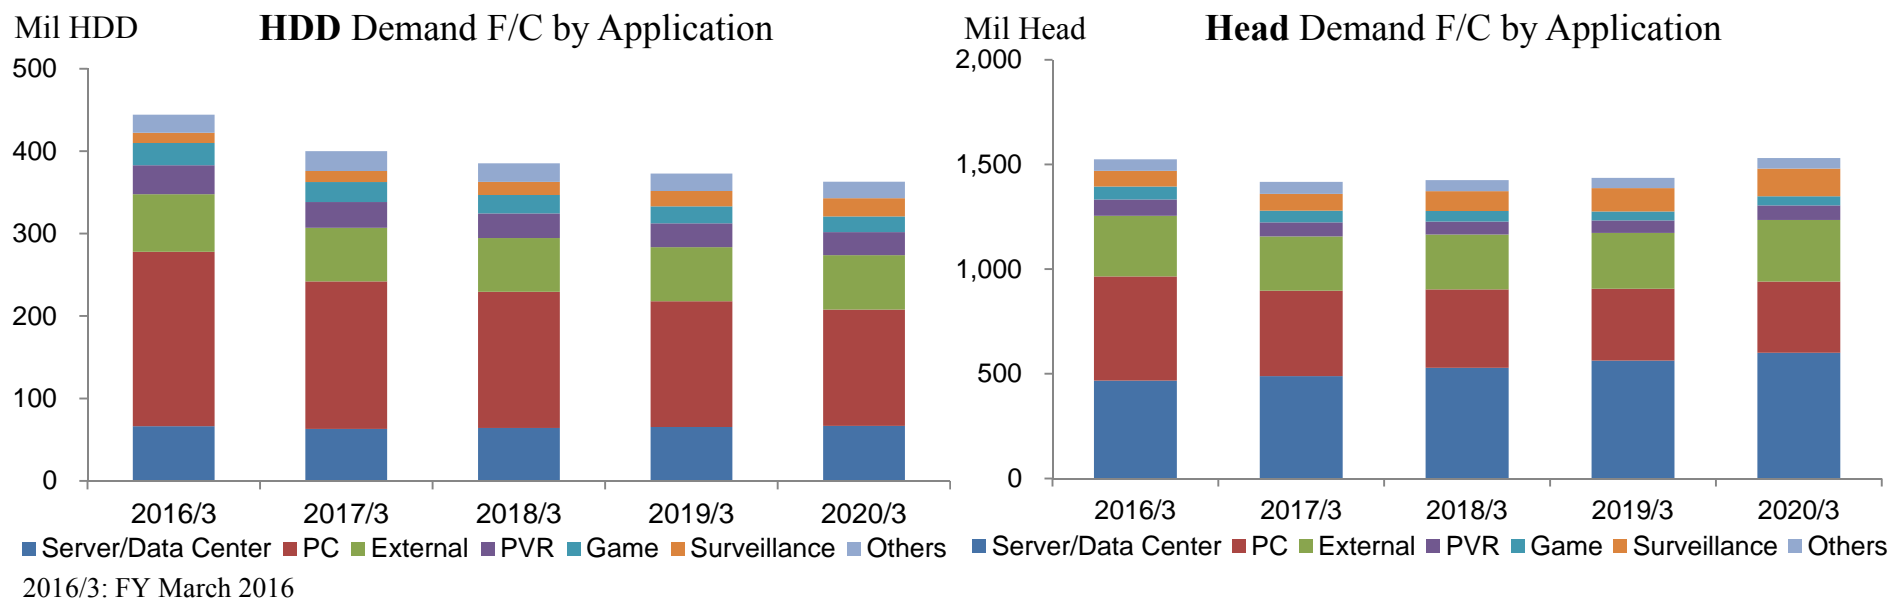 Mil HDD
HDD Demand F/C by Application
500
400
300
200
100
0
2016/3 2017/3 2018/3 2019/3 2020/3
Server/Data Center PC External PVR Game Surveillance Others
2016/3: FY March 2016
Mil Head
Head Demand F/C by Application
2,000
1,500
1,000
500
0
2016/3 2017/3 2018/3 2019/3 2020/3
Server/Data Center PC External PVR Game Surveillance Others